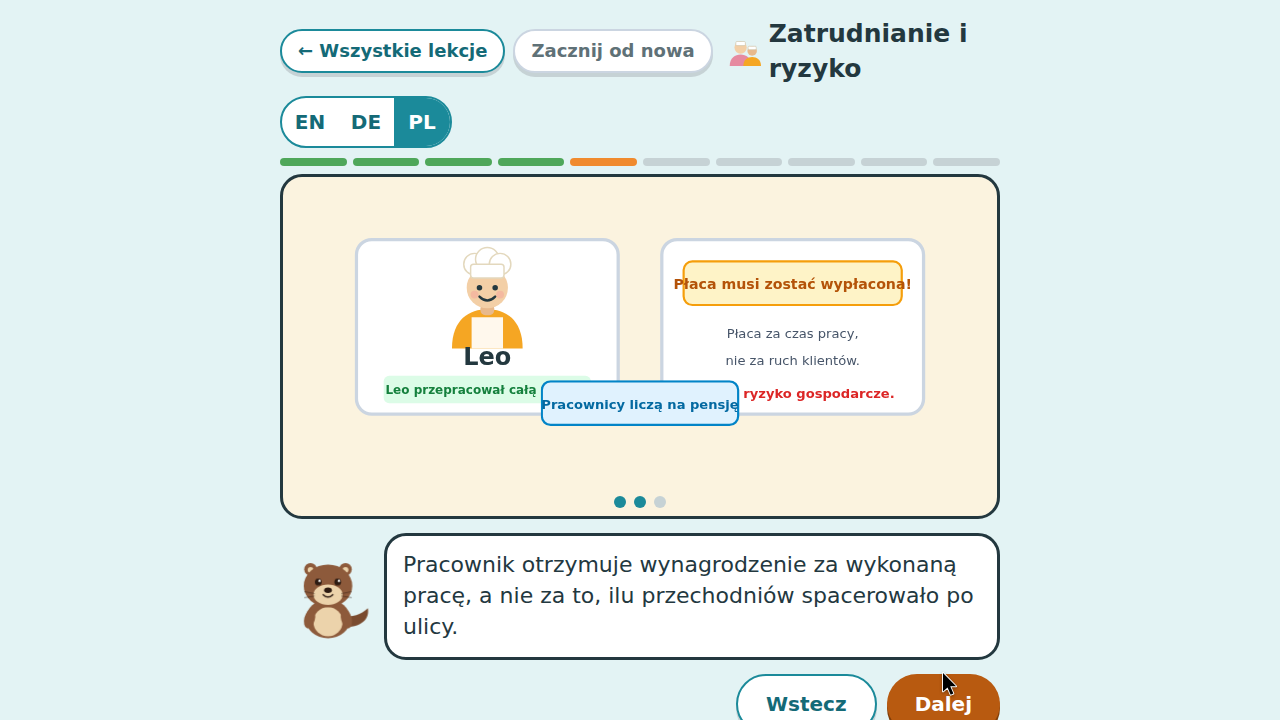 ← Wszystkie lekcje
Zacznij od nowa
Zatrudnianie i
ryzyko
EN DE PL
Leo
Leo przepracował całą
Płaca musi zostać wypłacona!
Płaca za czas pracy,
nie za ruch klientów.
ryzyko gospodarcze.
Pracownicy liczą na pensję
Pracownik otrzymuje wynagrodzenie za wykonaną
pracę, a nie za to, ilu przechodniów spacerowało po
ulicy.
Wstecz
Dalej